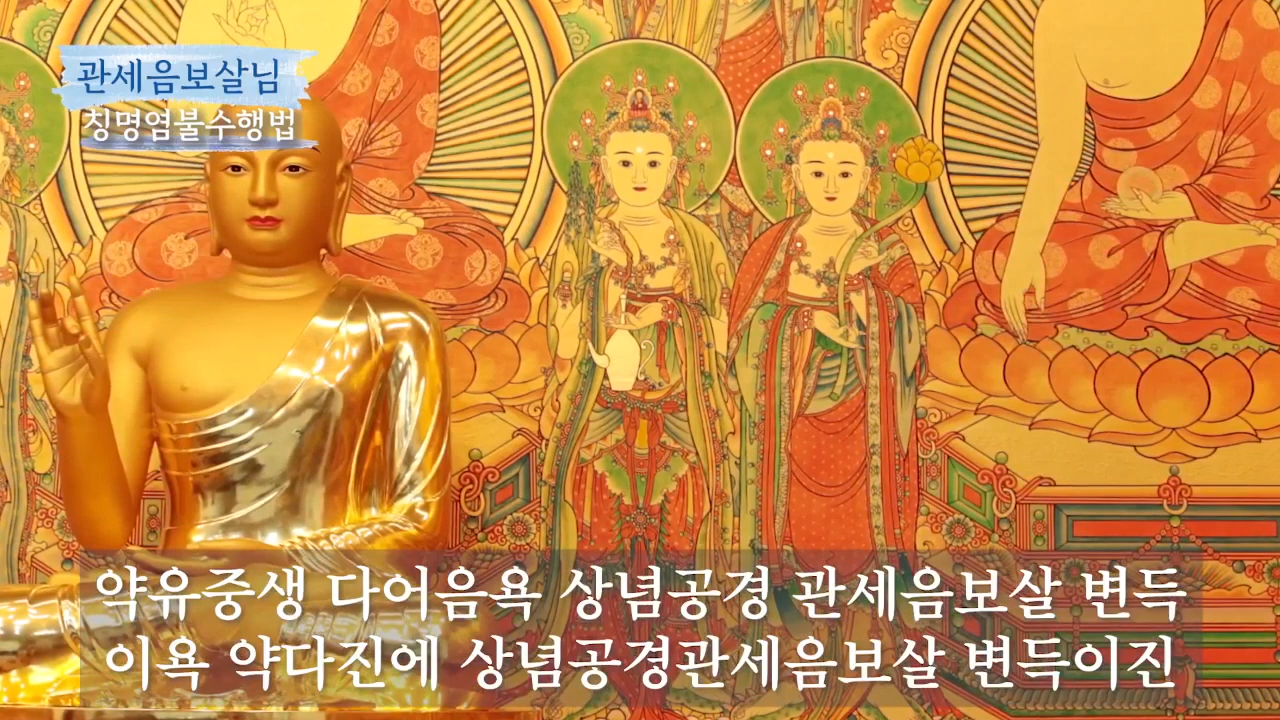 관세음보살님
칭명염불수행법
약유중생 다어음욕 상념공경 관세음보살 변득
이욕 약다진에 상념공경관세음보살 변득이진